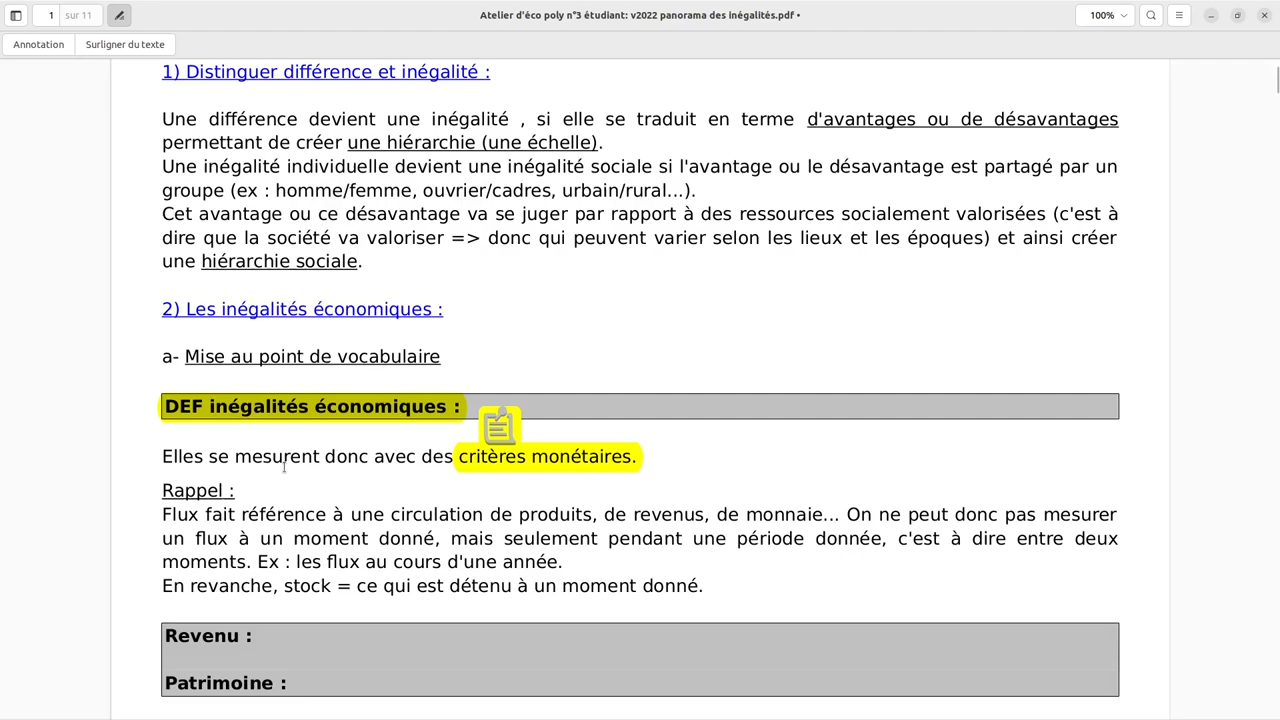 1 sur 11
Atelier d'éco poly n°3 étudiant: v2022 panorama des inégalités.pdf •
100%
Annotation
Surligner du texte
1) Distinguer différence et inégalité :
Une différence devient une inégalité , si elle se traduit en terme d'avantages ou de désavantages
permettant de créer une hiérarchie (une échelle).
Une inégalité individuelle devient une inégalité sociale si l'avantage ou le désavantage est partagé par un
groupe (ex : homme/femme, ouvrier/cadres, urbain/rural...).
Cet avantage ou ce désavantage va se juger par rapport à des ressources socialement valorisées (c'est à
dire que la société va valoriser => donc qui peuvent varier selon les lieux et les époques) et ainsi créer
une hiérarchie sociale.
2) Les inégalités économiques :
a- Mise au point de vocabulaire
DEF inégalités économiques :
Elles se mesurent donc avec des critères monétaires.
Rappel :
Flux fait référence à une circulation de produits, de revenus, de monnaie... On ne peut donc pas mesurer
un flux à un moment donné, mais seulement pendant une période donnée, c'est à dire entre deux
moments. Ex : les flux au cours d'une année.
En revanche, stock = ce qui est détenu à un moment donné.
Revenu :
Patrimoine :